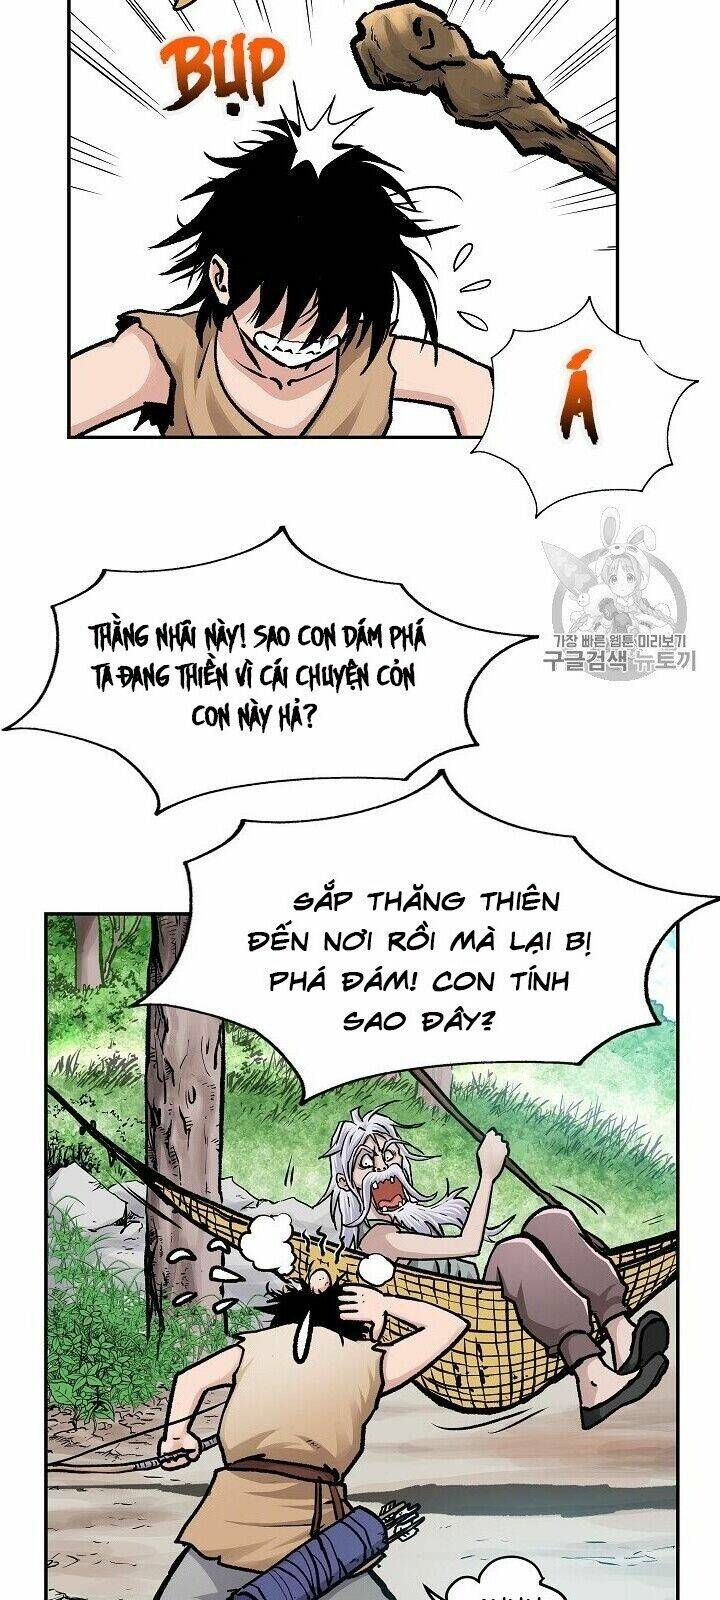 BỤP
Á
가장 빠른 웹툰 미리보기
구글검색 뉴토끼
THẰNG NHÃI NÀY! SAO CON DÁM PHÁ
TA ĐANG THIỀN VÌ CÁI CHUYỆN CỎN
CON NÀY HẢ?
SẮP THĂNG THIÊN
ĐẾN NƠI RỒI MÀ LẠI BỊ
PHÁ ĐÁM! CON TÍNH
SAO ĐÂY?